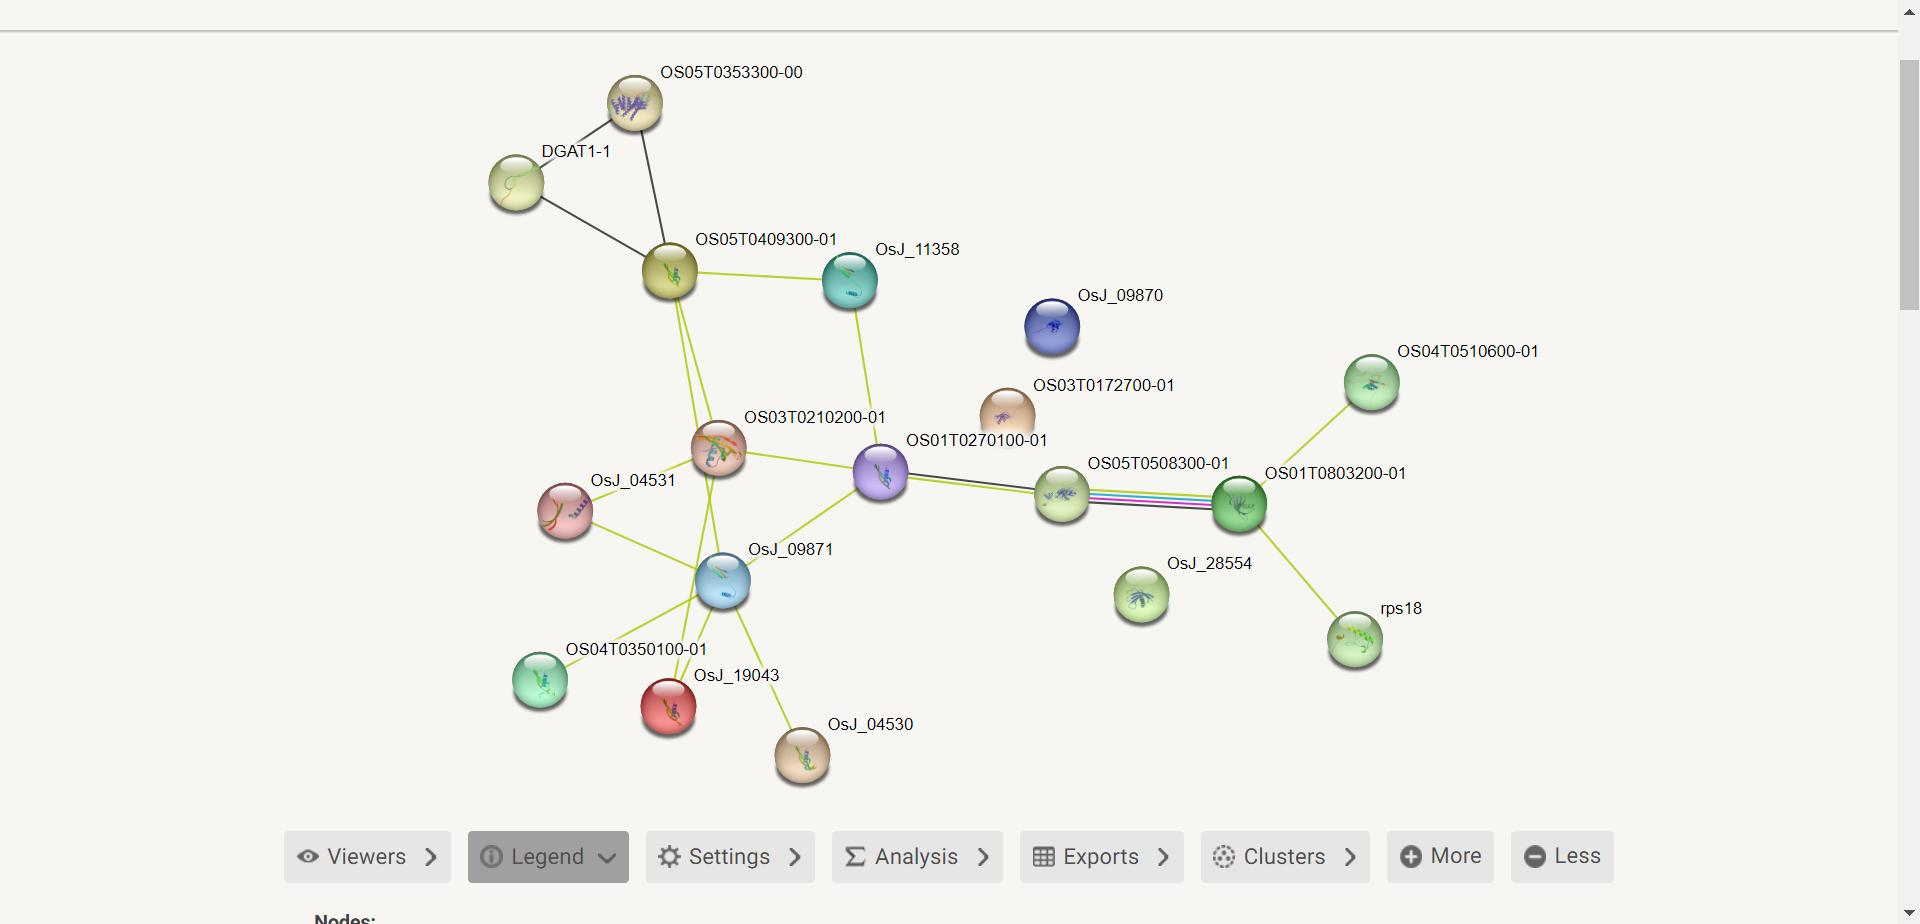 OS05T0353300-00
DGAT1-1
OS05T0409300-01
OsJ_11358
OsJ_09870
OS04T0510600-01
OS03T0172700-01
OS03T0210200-01
OS01T0270100-01
OS05T0508300-01
OS01T0803200-01
OsJ_04531
OsJ_09871
OsJ_28554
rps18
OS04T0350100-01
OsJ_19043
OsJ_04530
Viewers Legend Settings Analysis Exports Clusters More Less
Nodes: